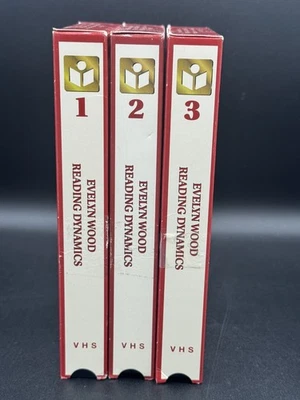 1
EVELYN WOOD
READING DYNAMICS
VHS
2
EVELYN WOOD
READING DYNAMICS
VHS
3
EVELYN WOOD
READING DYNAMICS
VHS